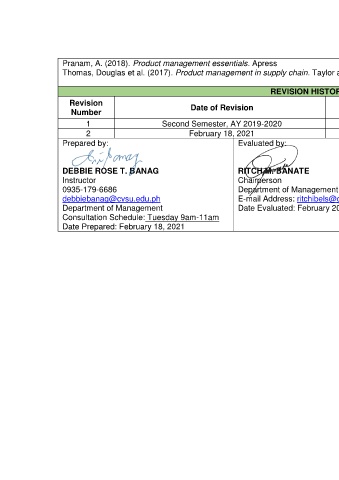 Pranam, A. (2018). Product management essentials. Apress
Thomas, Douglas et al. (2017). Product management in supply chain. Taylor a
REVISION HISTOR
Revision Number
Date of Revision
1
Second Semester, AY 2019-2020
2
February 18, 2021
Prepared by:
DEBBIE ROSE T. BANAG
Instructor
0935-179-6686
debbiebanag@cvsu.edu.ph
Department of Management
Consultation Schedule: Tuesday 9am-11am
Date Prepared: February 18, 2021
Evaluated by:
RITCH M. BANATE
Chairperson
Department of Management
E-mail Address: ritchibels@c
Date Evaluated: February 20